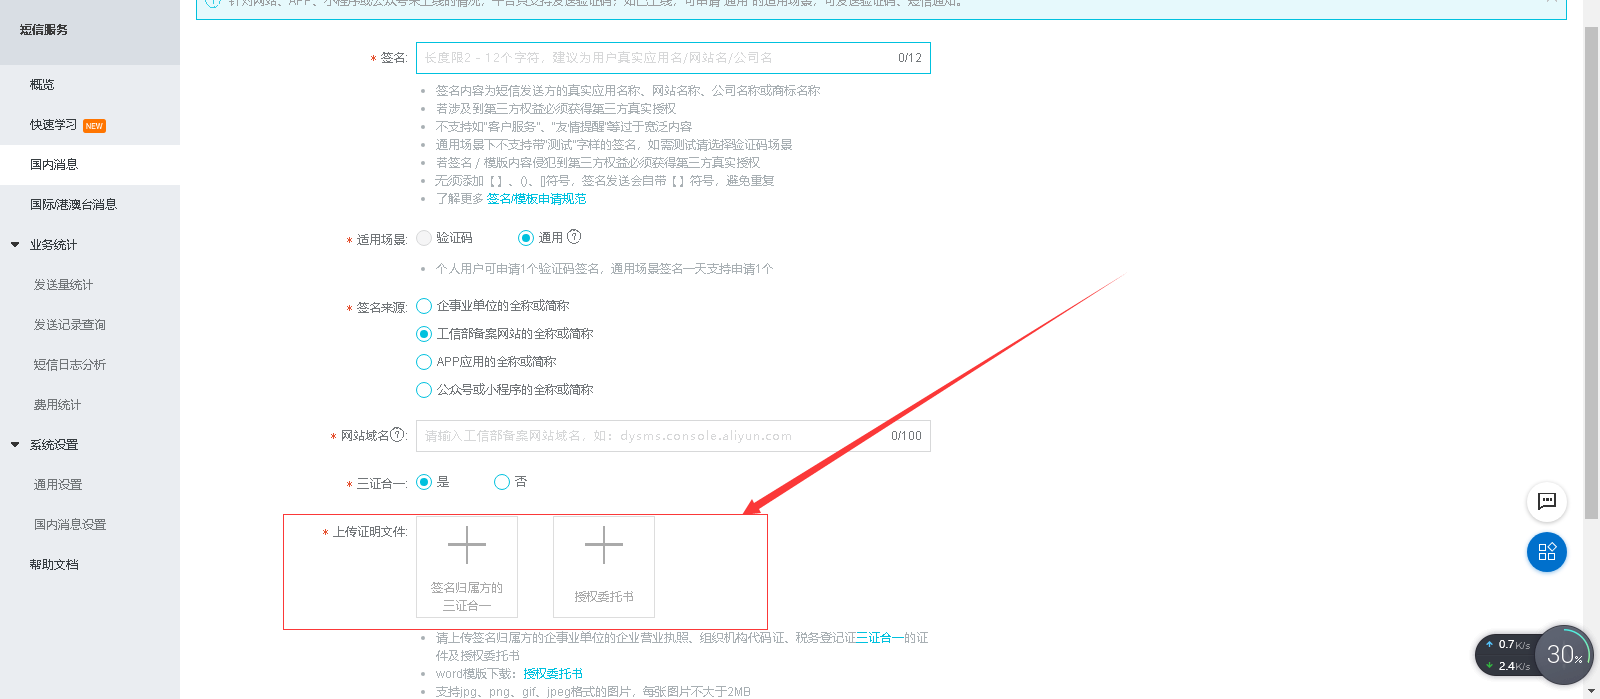 针对网站、APP、小程序或公众号未上线的情况，平台只支持发送验证码；如已上线，可申请“通用”的适用场景，可发送验证码、短信通知。
短信服务
概览
快速学习 NEW
国内消息
国际/港澳台消息
业务统计
发送量统计
发送记录查询
短信日志分析
费用统计
系统设置
通用设置
国内消息设置
帮助文档
* 签名: 长度限2 - 12个字符，建议为用户真实应用名/网站名/公司名 0/12
签名内容为短信发送方的真实应用名称、网站名称、公司名称或商标名称
若涉及到第三方权益必须获得第三方真实授权
不支持如"客户服务"、"友情提醒"等过于宽泛内容
通用场景下不支持带"测试"字样的签名，如需测试请选择验证码场景
若签名 / 模版内容侵犯到第三方权益必须获得第三方真实授权
无须添加【】、()、[]符号，签名发送会自带【】符号，避免重复
了解更多 签名/模板申请规范
* 适用场景: 验证码 通用 ?
个人用户可申请1个验证码签名，通用场景签名一天支持申请1个
* 签名来源: 企事业单位的全称或简称
工信部备案网站的全称或简称
APP应用的全称或简称
公众号或小程序的全称或简称
* 网站域名?: 请输入工信部备案网站域名，如：dysms.console.aliyun.com 0/100
* 三证合一: 是 否
* 上传证明文件:
签名归属方的
三证合一
授权委托书
请上传签名归属方的企事业单位的企业营业执照、组织机构代码证、税务登记证三证合一的证
件及授权委托书
word模版下载：授权委托书
支持jpg、png、gif、jpeg格式的图片，每张图片不大于2MB
0.7K/s
2.4K/s
30%